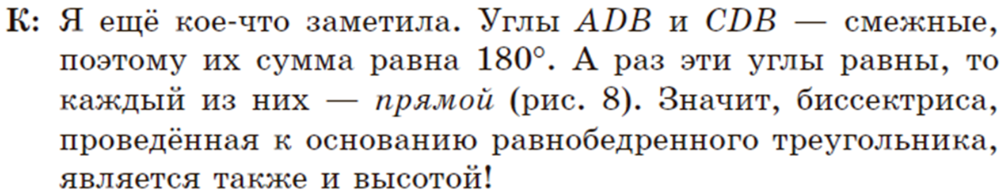 К: Я ещё кое-что заметила. Углы ADB и CDB — смежные,
поэтому их сумма равна 180°. А раз эти углы равны, то
каждый из них — прямой (рис. 8). Значит, биссектриса,
проведённая к основанию равнобедренного треугольника,
является также и высотой!